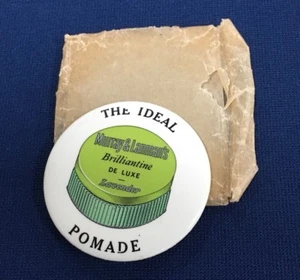 THE IDEAL
Murray & Lanman's
Brilliantine
DE LUXE
Lavender
POMADE